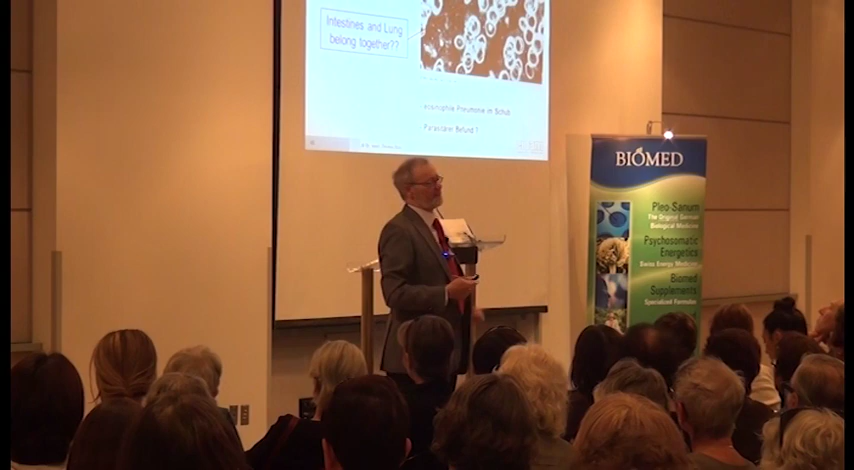 Intestines and Lung
belong together??
eosinophile Pneumonie im Schub
Parasitärer Befund ?
BIOMED
Pleo-Sanum
The Original German
Biological Medicine
Psychosomatic
Energetics
Swiss Energy Medicine
Biomed
Supplements
Specialized Formulas